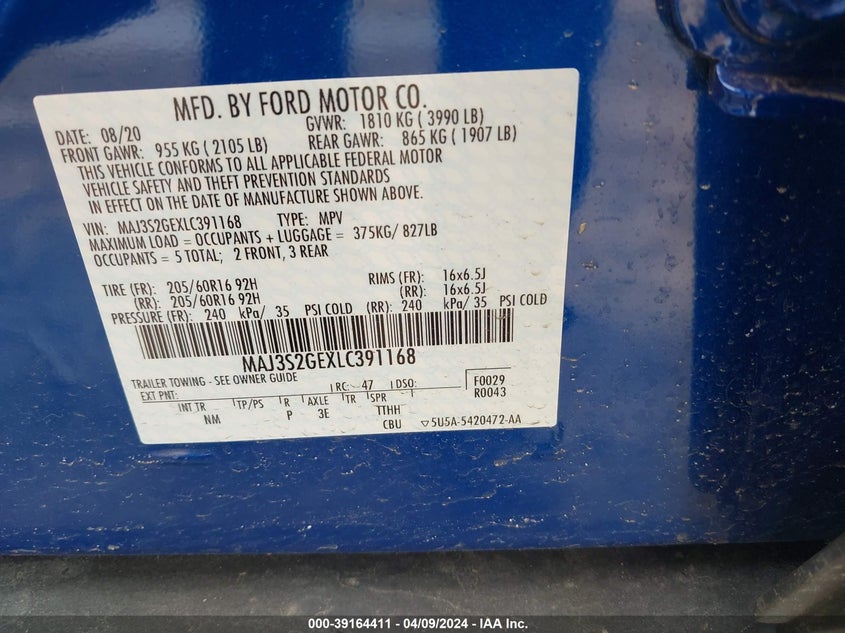 MFD. BY FORD MOTOR CO.
DATE: 08/20 GVWR: 1810 KG ( 3990 LB)
FRONT GAWR: 955 KG ( 2105 LB) REAR GAWR: 865 KG ( 1907 LB)
THIS VEHICLE CONFORMS TO ALL APPLICABLE FEDERAL MOTOR
VEHICLE SAFETY AND THEFT PREVENTION STANDARDS
IN EFFECT ON THE DATE OF MANUFACTURE SHOWN ABOVE.
VIN: MAJ3S2GEXLC391168 TYPE: MPV
MAXIMUM LOAD = OCCUPANTS + LUGGAGE = 375KG/ 827LB
OCCUPANTS = 5 TOTAL; 2 FRONT, 3 REAR
TIRE (FR): 205/60R16 92H RIMS (FR): 16x6.5J
(RR): 205/60R16 92H (RR): 16x6.5J
PRESSURE (FR): 240 kPa/ 35 PSI COLD (RR): 240 kPa/ 35 PSI COLD
MAJ3S2GEXLC391168
TRAILER TOWING - SEE OWNER GUIDE
EXT PNT: RC: 47 DSO: F0029
R0043
INT TR TP/PS R AXLE TR SPR
NM P 3E TTHH
CBU ▽5U5A-5420472-AA
000-39164411 - 04/09/2024 - IAA Inc.